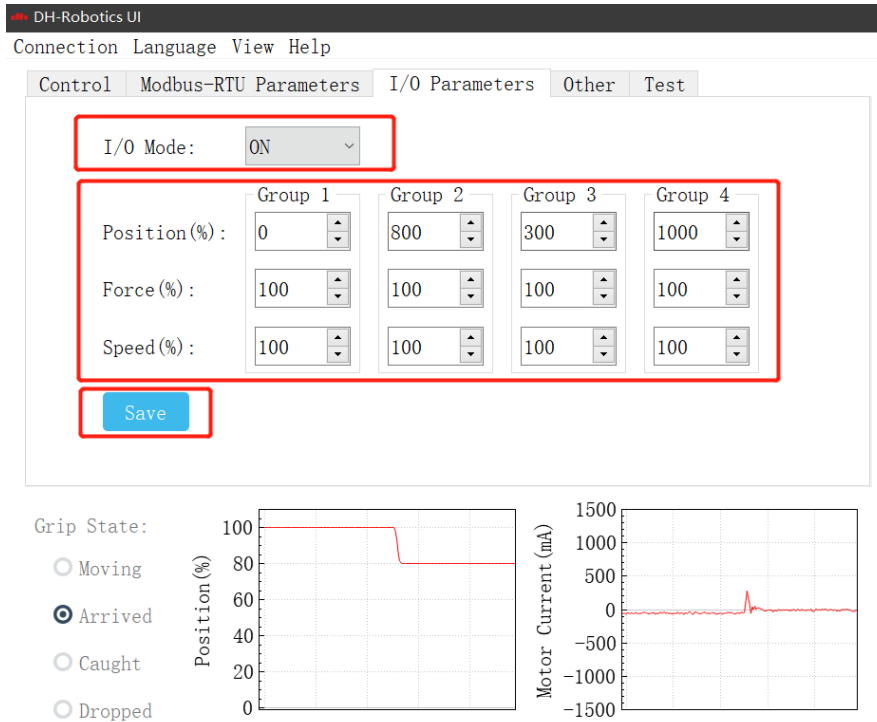 DH-Robotics UI
Connection Language View Help
Control Modbus-RTU Parameters I/O Parameters Other Test
I/O Mode: ON
Group 1 Group 2 Group 3 Group 4
Position(%): 0 800 300 1000
Force(%): 100 100 100 100
Speed(%): 100 100 100 100
Save
Grip State:
Moving
Arrived
Caught
Dropped
Position(%)
100
80
60
40
20
0
Motor Current(mA)
1500
1000
500
0
-500
-1000
-1500